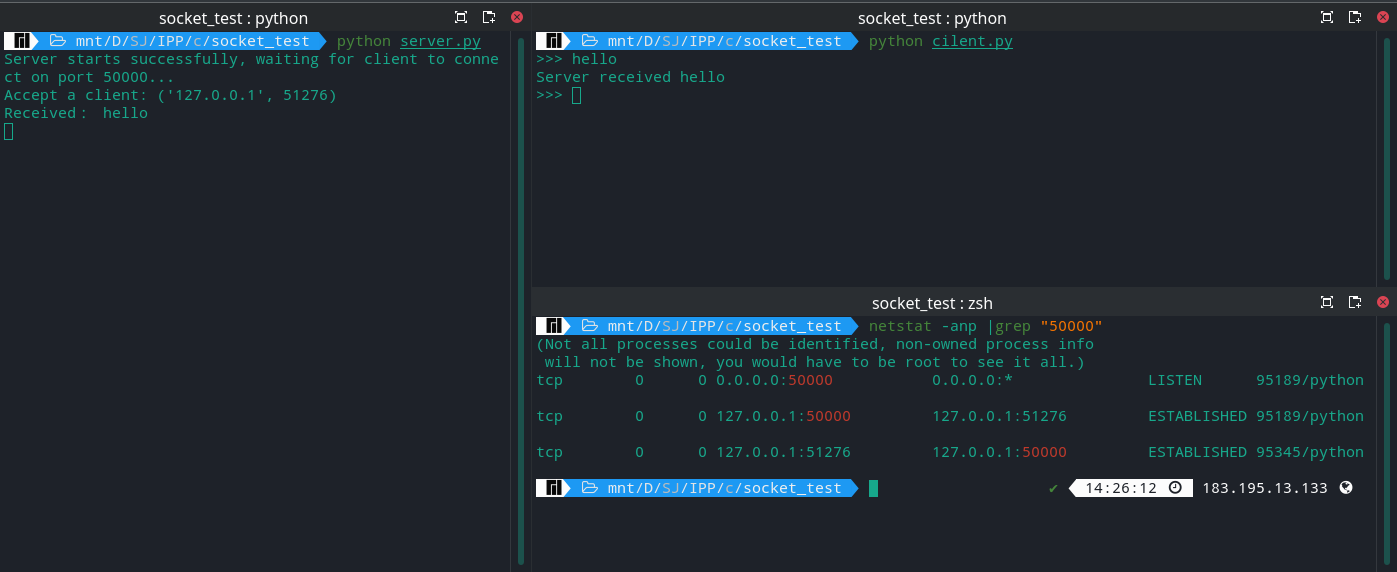 socket_test : python
mnt/D/SJ/IPP/c/socket_test python server.py
Server starts successfully, waiting for client to conne
ct on port 50000...
Accept a client: ('127.0.0.1', 51276)
Received： hello
socket_test : python
mnt/D/SJ/IPP/c/socket_test python cilent.py
>>> hello
Server received hello
>>>
socket_test : zsh
mnt/D/SJ/IPP/c/socket_test netstat -anp |grep "50000"
(Not all processes could be identified, non-owned process info
will not be shown, you would have to be root to see it all.)
tcp 0 0 0.0.0.0:50000 0.0.0.0:* LISTEN 95189/python
tcp 0 0 127.0.0.1:50000 127.0.0.1:51276 ESTABLISHED 95189/python
tcp 0 0 127.0.0.1:51276 127.0.0.1:50000 ESTABLISHED 95345/python
mnt/D/SJ/IPP/c/socket_test ✔ 14:26:12 183.195.13.133